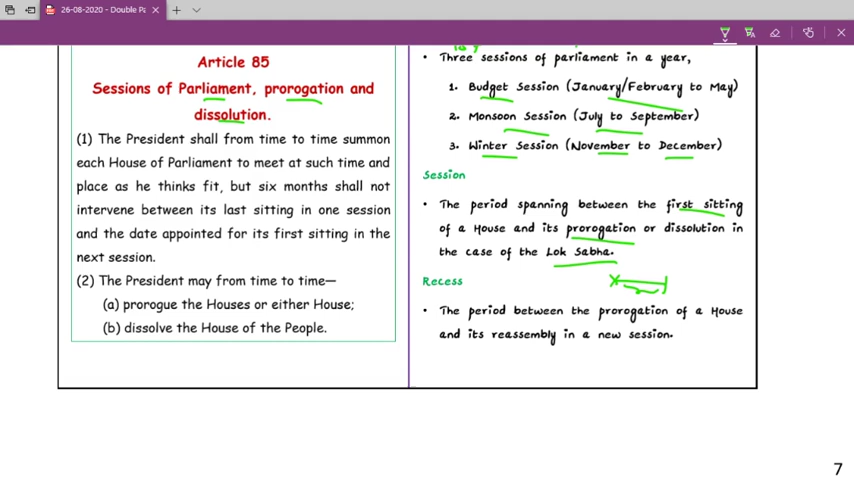 26-08-2020 - Double Pa
Article 85
Sessions of Parliament, prorogation and
dissolution.
(1) The President shall from time to time summon
each House of Parliament to meet at such time and
place as he thinks fit, but six months shall not
intervene between its last sitting in one session
and the date appointed for its first sitting in the
next session.
(2) The President may from time to time—
(a) prorogue the Houses or either House;
(b) dissolve the House of the People.
• Three sessions of parliament in a year,
1. Budget Session (January/February to May)
2. Monsoon Session (July to September)
3. Winter Session (November to December)
Session
• The period spanning between the first sitting
of a House and its prorogation or dissolution in
the case of the Lok Sabha.
Recess
• The period between the prorogation of a House
and its reassembly in a new session.
7